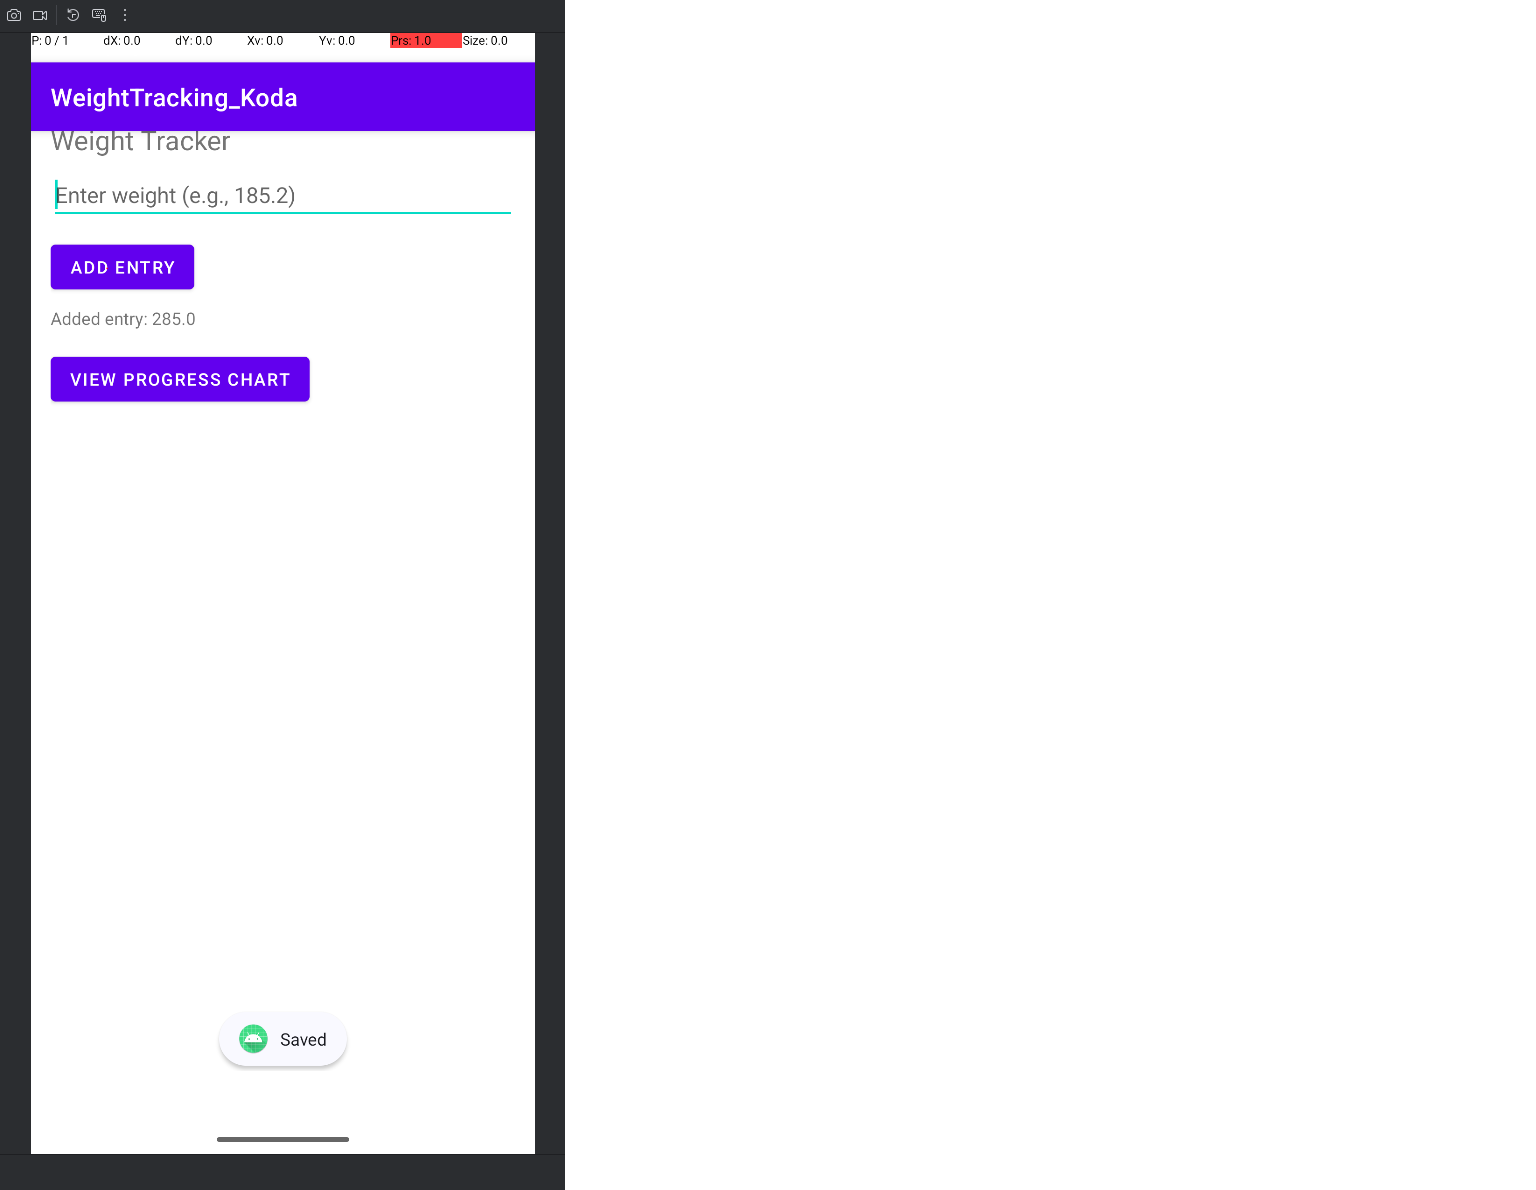 P: 0 / 1 dX: 0.0 dY: 0.0 Xv: 0.0 Yv: 0.0 Prs: 1.0 Size: 0.0
WeightTracking_Koda
Weight Tracker
Enter weight (e.g., 185.2)
ADD ENTRY
Added entry: 285.0
VIEW PROGRESS CHART
Saved